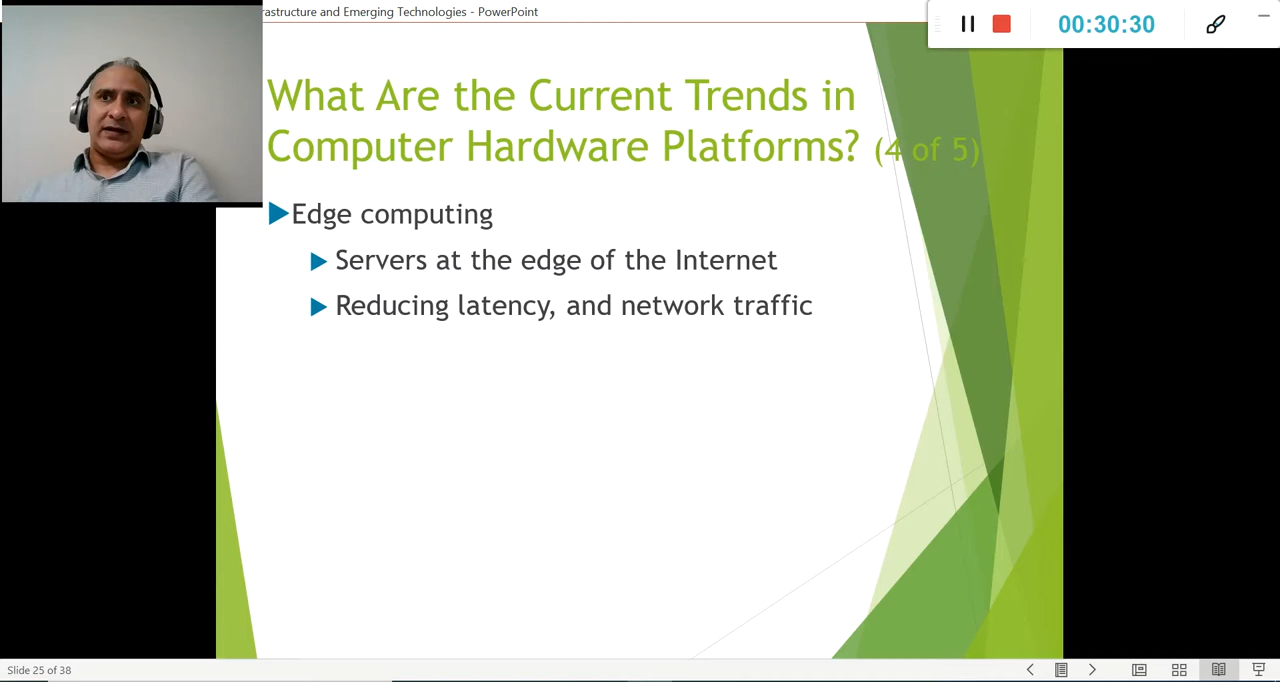 rastructure and Emerging Technologies - PowerPoint
00:30:30
What Are the Current Trends in
Computer Hardware Platforms? (4 of 5)
Edge computing
Servers at the edge of the Internet
Reducing latency, and network traffic
Slide 25 of 38